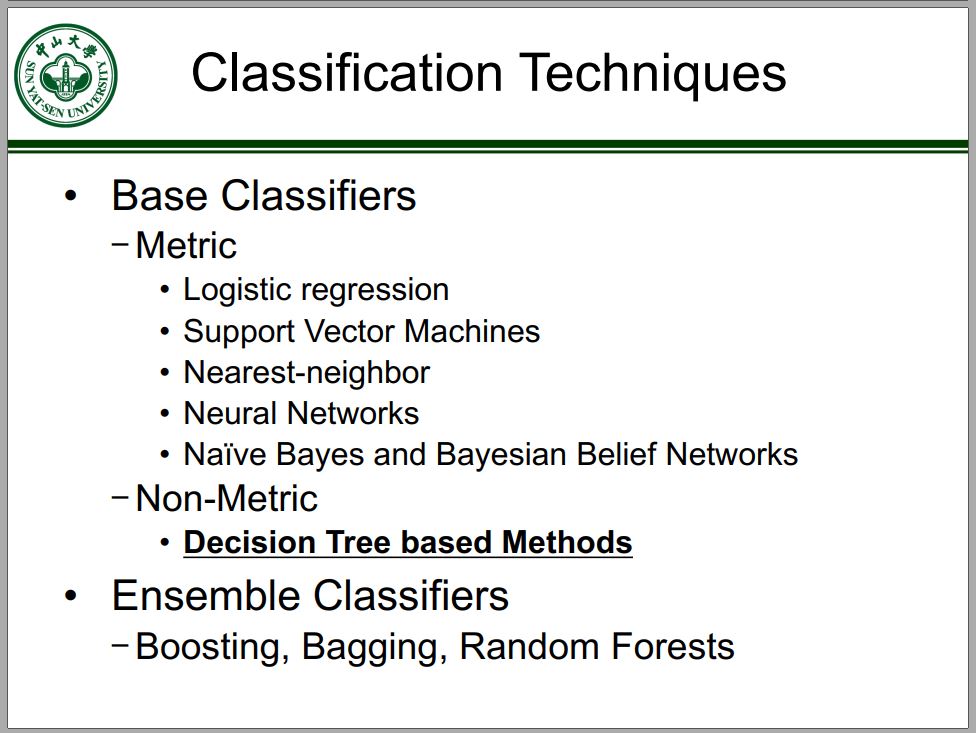 中山大学
SUN YAT-SEN UNIVERSITY
Classification Techniques
• Base Classifiers
– Metric
• Logistic regression
• Support Vector Machines
• Nearest-neighbor
• Neural Networks
• Naïve Bayes and Bayesian Belief Networks
– Non-Metric
• Decision Tree based Methods
• Ensemble Classifiers
– Boosting, Bagging, Random Forests